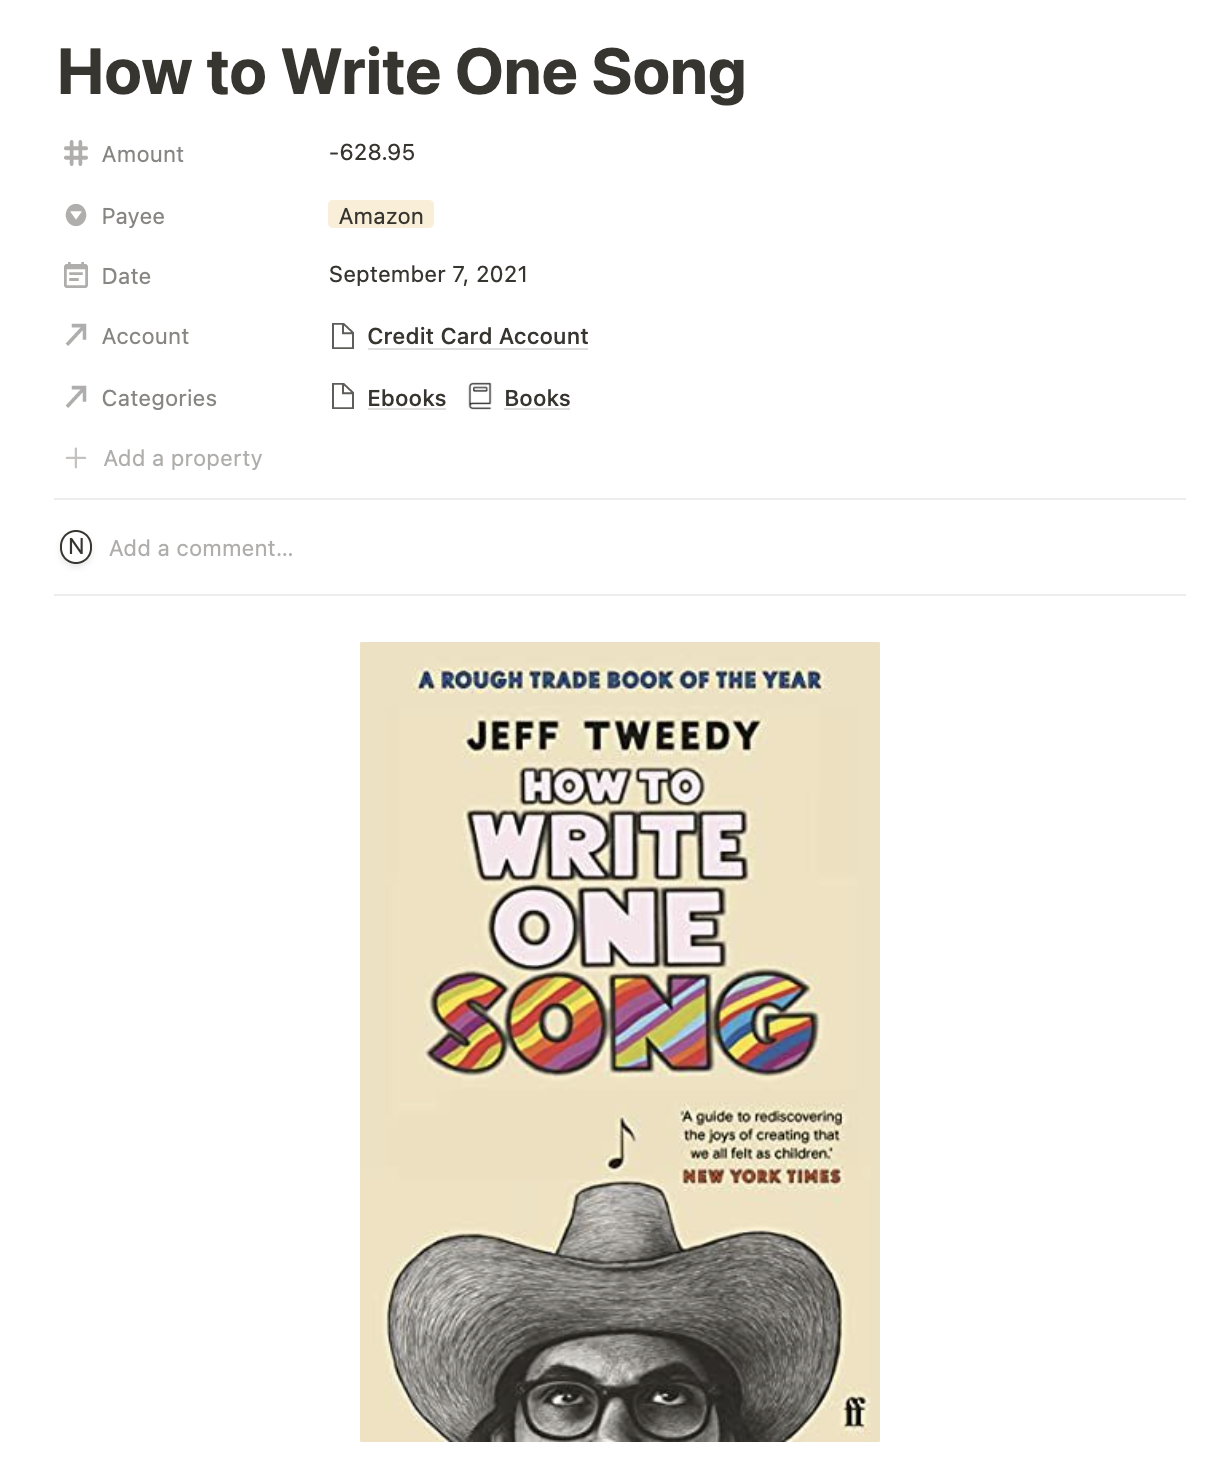 How to Write One Song
Amount -628.95
Payee Amazon
Date September 7, 2021
Account Credit Card Account
Categories Ebooks Books
Add a property
N Add a comment...
A ROUGH TRADE BOOK OF THE YEAR
JEFF TWEEDY
HOW TO
WRITE
ONE
SONG
'A guide to rediscovering
the joys of creating that
we all felt as children.'
NEW YORK TIMES
ff